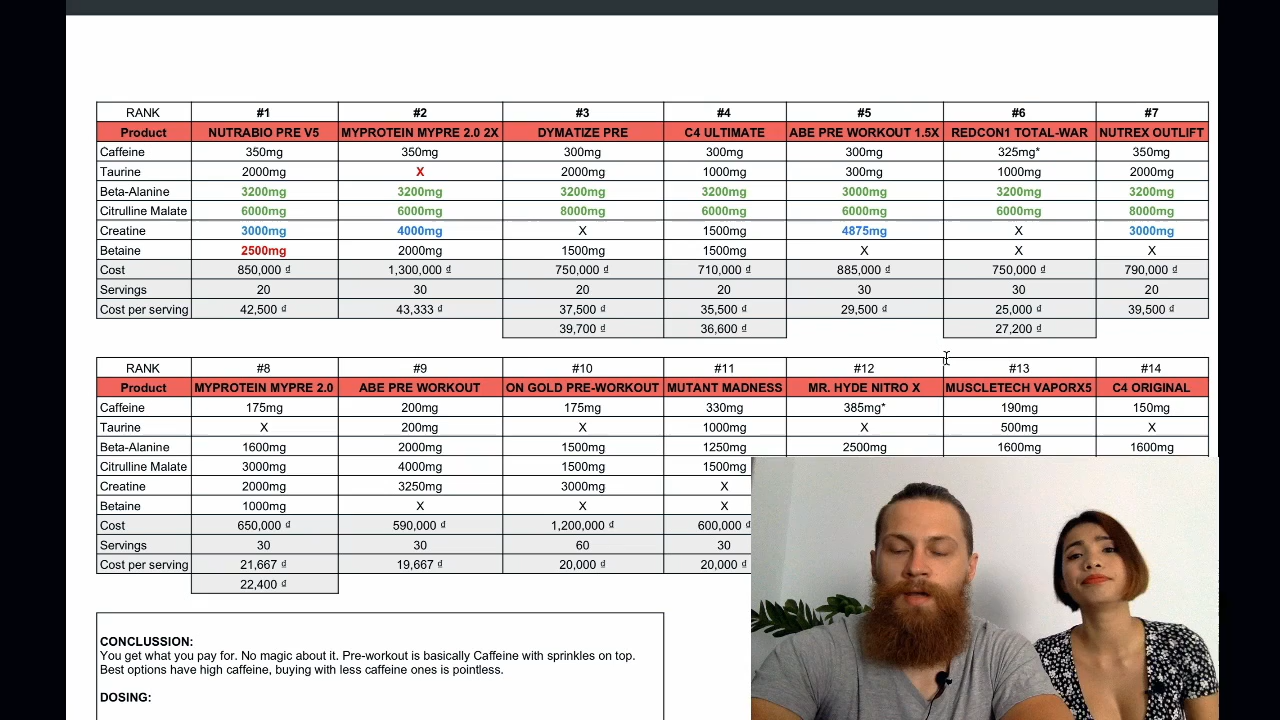 RANK #1 #2 #3 #4 #5 #6 #7
Product NUTRABIO PRE V5 MYPROTEIN MYPRE 2.0 2X DYMATIZE PRE C4 ULTIMATE ABE PRE WORKOUT 1.5X REDCON1 TOTAL-WAR NUTREX OUTLIFT
Caffeine 350mg 350mg 300mg 300mg 300mg 325mg* 350mg
Taurine 2000mg X 2000mg 1000mg 300mg 1000mg 2000mg
Beta-Alanine 3200mg 3200mg 3200mg 3200mg 3000mg 3200mg 3200mg
Citrulline Malate 6000mg 6000mg 8000mg 6000mg 6000mg 6000mg 8000mg
Creatine 3000mg 4000mg X 1500mg 4875mg X 3000mg
Betaine 2500mg 2000mg 1500mg 1500mg X X X
Cost 850,000 ₫ 1,300,000 ₫ 750,000 ₫ 710,000 ₫ 885,000 ₫ 750,000 ₫ 790,000 ₫
Servings 20 30 20 20 30 30 20
Cost per serving 42,500 ₫ 43,333 ₫ 37,500 ₫ 35,500 ₫ 29,500 ₫ 25,000 ₫ 39,500 ₫
39,700 ₫ 36,600 ₫ 27,200 ₫
RANK #8 #9 #10 #11 #12 #13 #14
Product MYPROTEIN MYPRE 2.0 ABE PRE WORKOUT ON GOLD PRE-WORKOUT MUTANT MADNESS MR. HYDE NITRO X MUSCLETECH VAPORX5 C4 ORIGINAL
Caffeine 175mg 200mg 175mg 330mg 385mg* 190mg 150mg
Taurine X 200mg X 1000mg X 500mg X
Beta-Alanine 1600mg 2000mg 1500mg 1250mg 2500mg 1600mg 1600mg
Citrulline Malate 3000mg 4000mg 1500mg 1500mg
Creatine 2000mg 3250mg 3000mg X
Betaine 1000mg X X X
Cost 650,000 ₫ 590,000 ₫ 1,200,000 ₫ 600,000 ₫
Servings 30 30 60 30
Cost per serving 21,667 ₫ 19,667 ₫ 20,000 ₫ 20,000 ₫
22,400 ₫
CONCLUSSION:
You get what you pay for. No magic about it. Pre-workout is basically Caffeine with sprinkles on top.
Best options have high caffeine, buying with less caffeine ones is pointless.
DOSING: